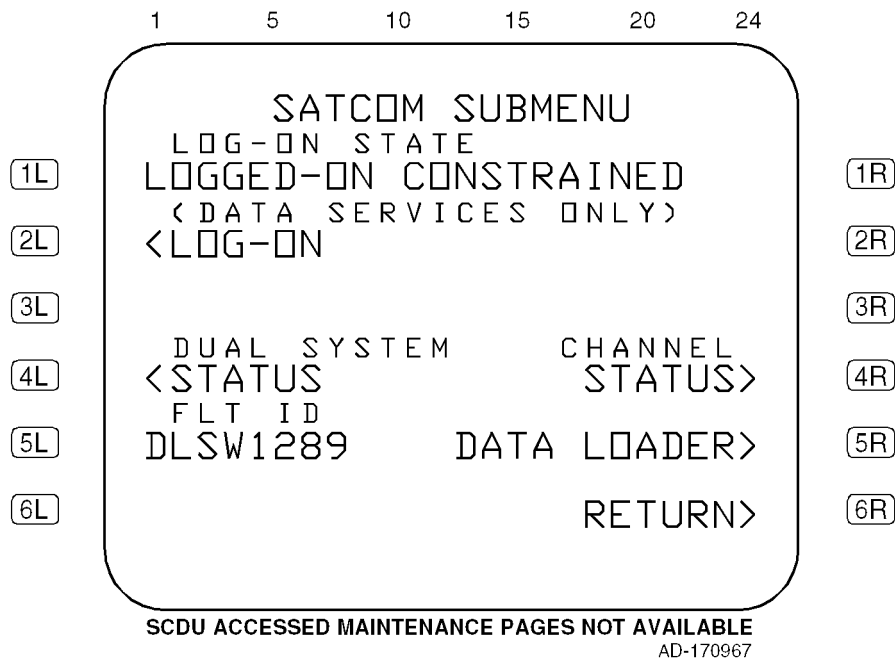 1 5 10 15 20 24
SATCOM SUBMENU
LOG-ON STATE
1L LOGGED-ON CONSTRAINED 1R
(DATA SERVICES ONLY)
2L <LOG-ON 2R
3L 3R
DUAL SYSTEM CHANNEL
4L <STATUS STATUS> 4R
FLT ID
5L DLSW1289 DATA LOADER> 5R
6L RETURN> 6R
SCDU ACCESSED MAINTENANCE PAGES NOT AVAILABLE
AD-170967